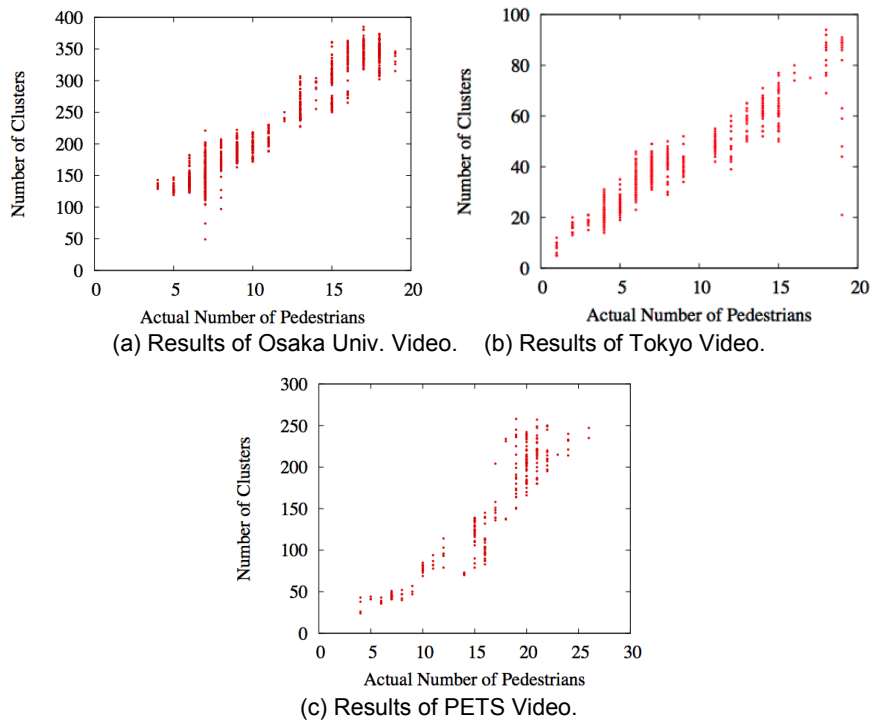 400
350
300
250
200
150
100
50
0
Number of Clusters
0 5 10 15 20
Actual Number of Pedestrians
(a) Results of Osaka Univ. Video.
100
80
60
40
20
0
Number of Clusters
0 5 10 15 20
Actual Number of Pedestrians
(b) Results of Tokyo Video.
300
250
200
150
100
50
0
Number of Clusters
0 5 10 15 20 25 30
Actual Number of Pedestrians
(c) Results of PETS Video.